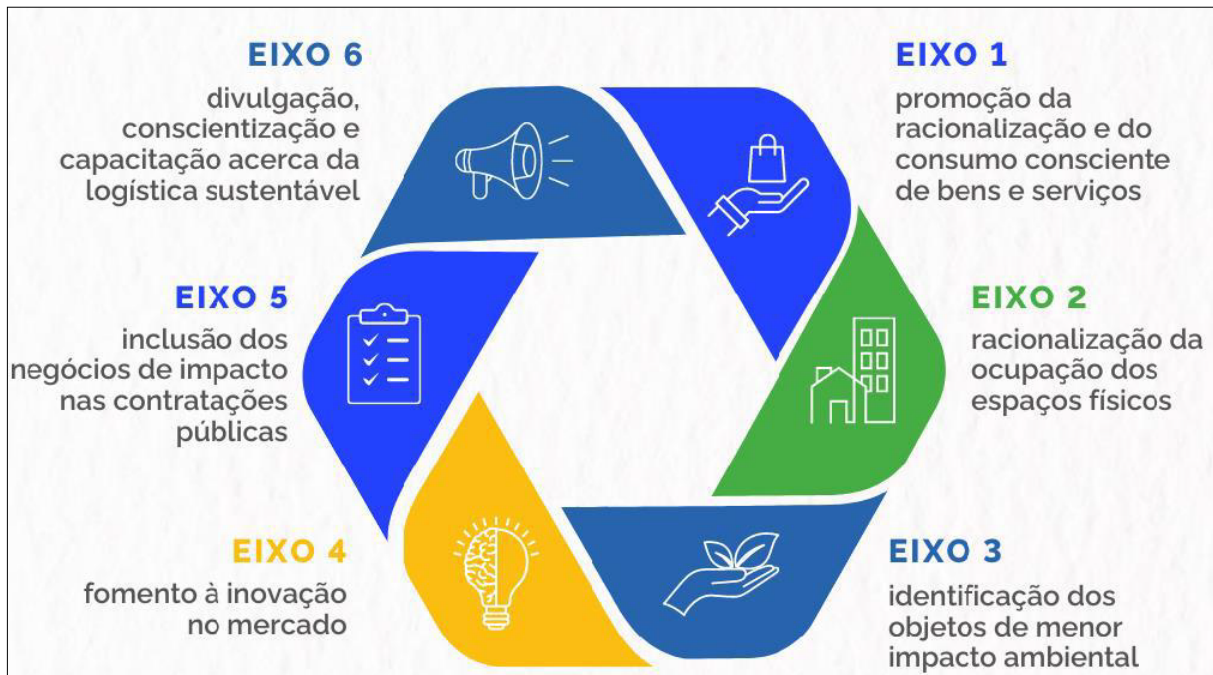 EIXO 1
promoção da
racionalização e do
consumo consciente
de bens e serviços
EIXO 2
racionalização da
ocupação dos
espaços físicos
EIXO 3
identificação dos
objetos de menor
impacto ambiental
EIXO 4
fomento à inovação
no mercado
EIXO 5
inclusão dos
negócios de impacto
nas contratações
públicas
EIXO 6
divulgação,
conscientização e
capacitação acerca da
logística sustentável